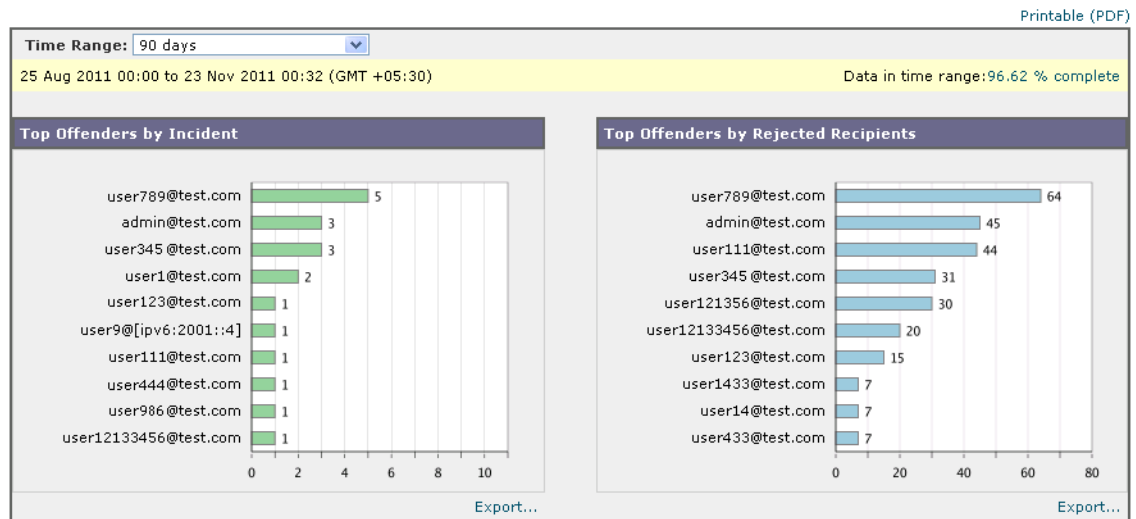 Printable (PDF)
Time Range: 90 days
25 Aug 2011 00:00 to 23 Nov 2011 00:32 (GMT +05:30) Data in time range:96.62 % complete
Top Offenders by Incident
user789@test.com 5
admin@test.com 3
user345@test.com 3
user1@test.com 2
user123@test.com 1
user9@[ipv6:2001::4] 1
user111@test.com 1
user444@test.com 1
user986@test.com 1
user12133456@test.com 1
0 2 4 6 8 10
Export...
Top Offenders by Rejected Recipients
user789@test.com 64
admin@test.com 45
user111@test.com 44
user345@test.com 31
user121356@test.com 30
user12133456@test.com 20
user123@test.com 15
user1433@test.com 7
user14@test.com 7
user433@test.com 7
0 20 40 60 80
Export...